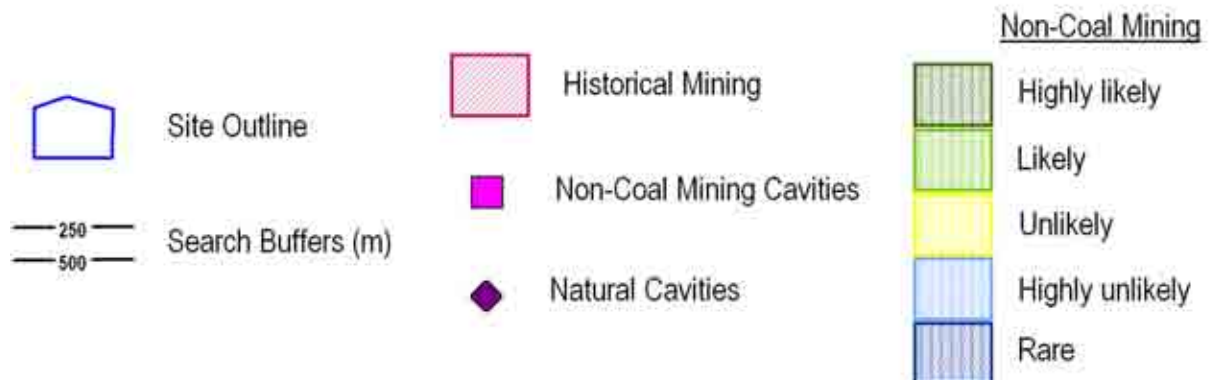 Site Outline
250
500
Search Buffers (m)
Historical Mining
Non-Coal Mining Cavities
Natural Cavities
Non-Coal Mining
Highly likely
Likely
Unlikely
Highly unlikely
Rare